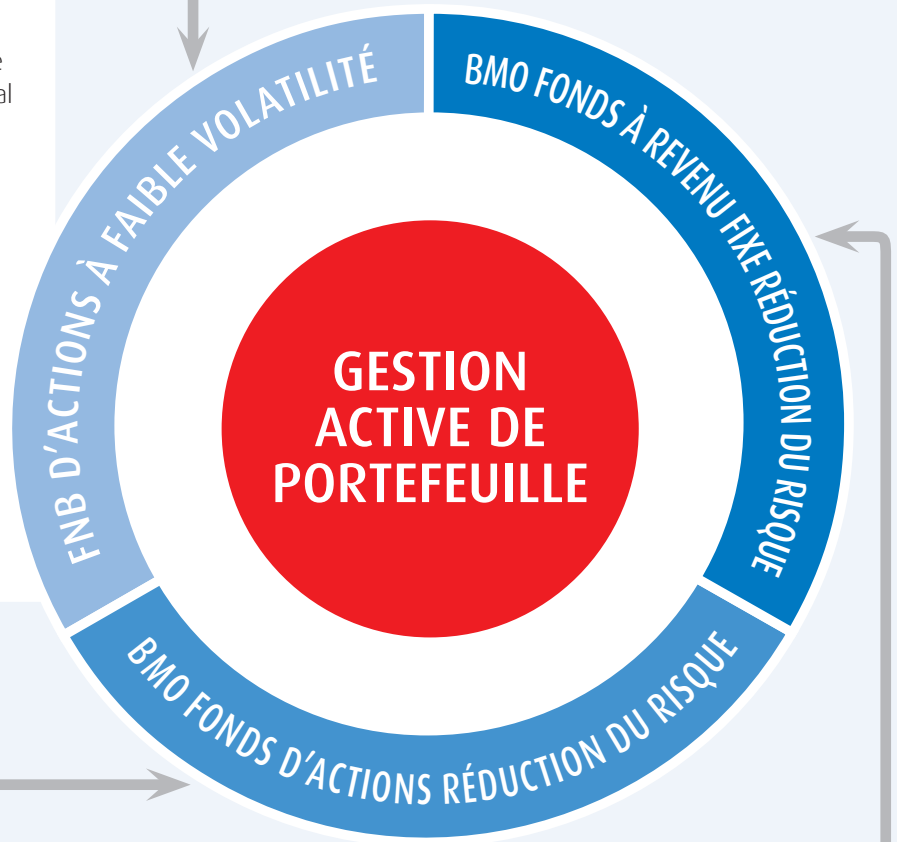 FNB D'ACTIONS À FAIBLE VOLATILITÉ
BMO FONDS À REVENU FIXE RÉDUCTION DU RISQUE
GESTION
ACTIVE DE
PORTEFEUILLE
BMO FONDS D'ACTIONS RÉDUCTION DU RISQUE